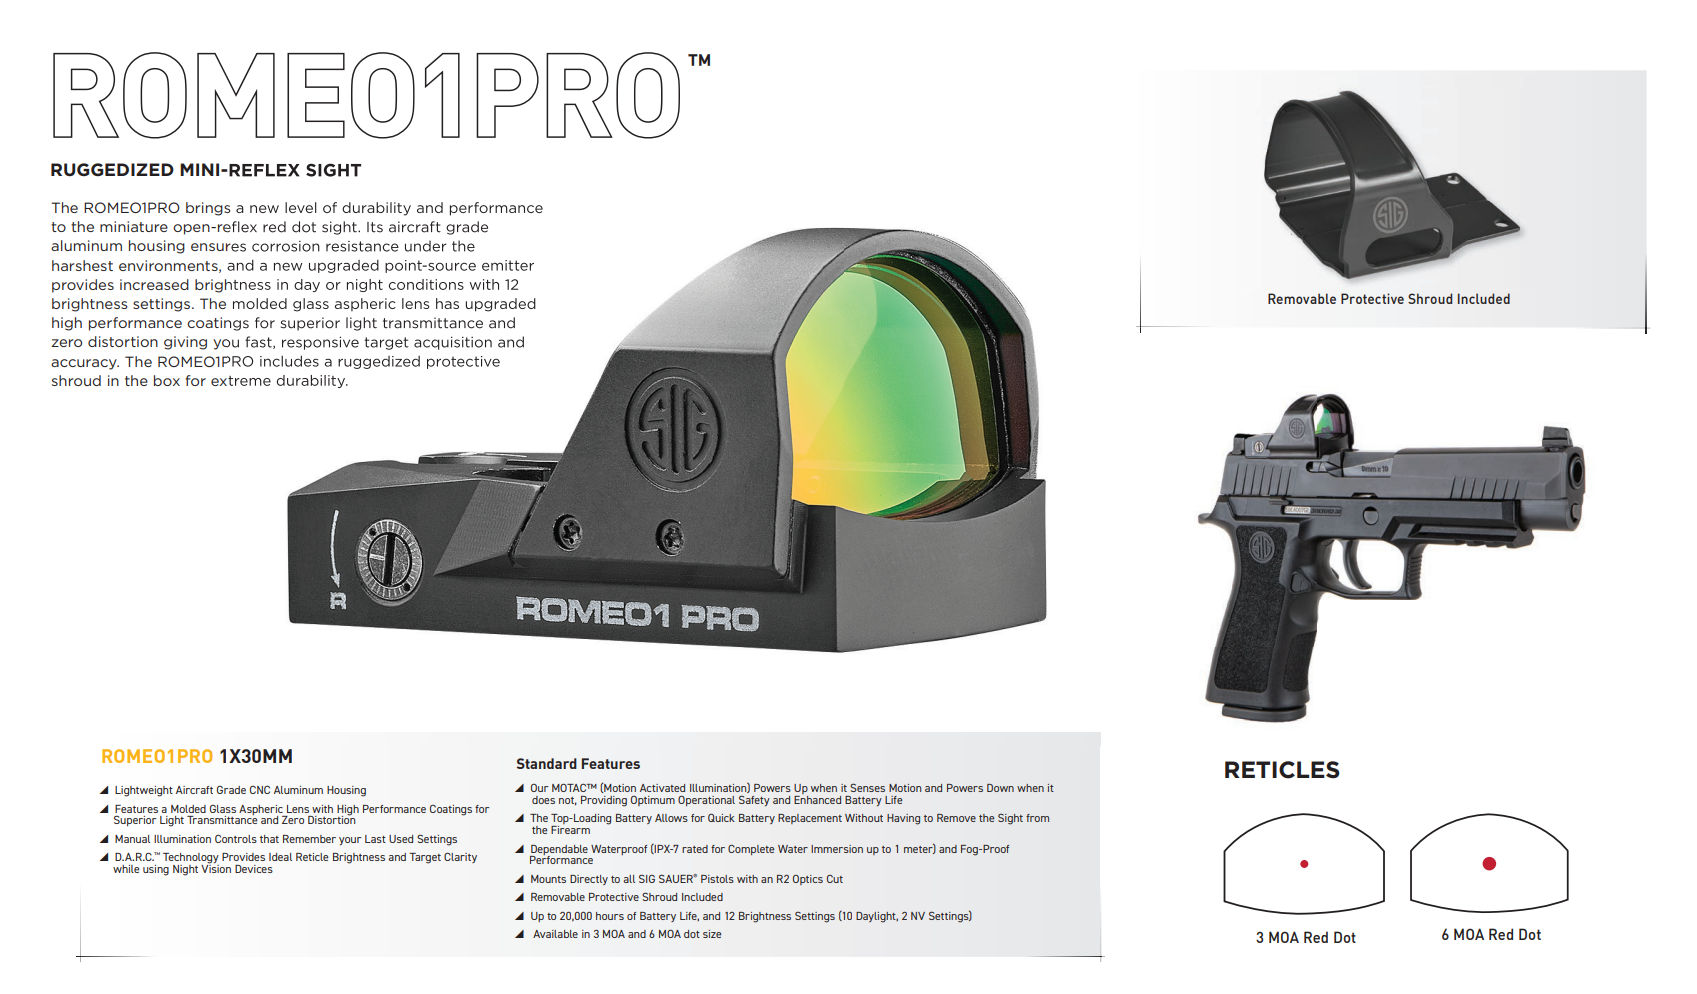 ROMEO1PRO™
RUGGEDIZED MINI-REFLEX SIGHT
The ROMEO1PRO brings a new level of durability and performance
to the miniature open-reflex red dot sight. Its aircraft grade
aluminum housing ensures corrosion resistance under the
harshest environments, and a new upgraded point-source emitter
provides increased brightness in day or night conditions with 12
brightness settings. The molded glass aspheric lens has upgraded
high performance coatings for superior light transmittance and
zero distortion giving you fast, responsive target acquisition and
accuracy. The ROMEO1PRO includes a ruggedized protective
shroud in the box for extreme durability.
SIG
R
ROMEO1 PRO
SIG
Removable Protective Shroud Included
SIG
9mm x 19
SIG
ROMEO1PRO 1X30MM
Lightweight Aircraft Grade CNC Aluminum Housing
Features a Molded Glass Aspheric Lens with High Performance Coatings for
Superior Light Transmittance and Zero Distortion
Manual Illumination Controls that Remember your Last Used Settings
D.A.R.C.™ Technology Provides Ideal Reticle Brightness and Target Clarity
while using Night Vision Devices
Standard Features
Our MOTAC™ (Motion Activated Illumination) Powers Up when it Senses Motion and Powers Down when it
does not, Providing Optimum Operational Safety and Enhanced Battery Life
The Top-Loading Battery Allows for Quick Battery Replacement Without Having to Remove the Sight from
the Firearm
Dependable Waterproof (IPX-7 rated for Complete Water Immersion up to 1 meter) and Fog-Proof
Performance
Mounts Directly to all SIG SAUER® Pistols with an R2 Optics Cut
Removable Protective Shroud Included
Up to 20,000 hours of Battery Life, and 12 Brightness Settings (10 Daylight, 2 NV Settings)
Available in 3 MOA and 6 MOA dot size
RETICLES
3 MOA Red Dot
6 MOA Red Dot